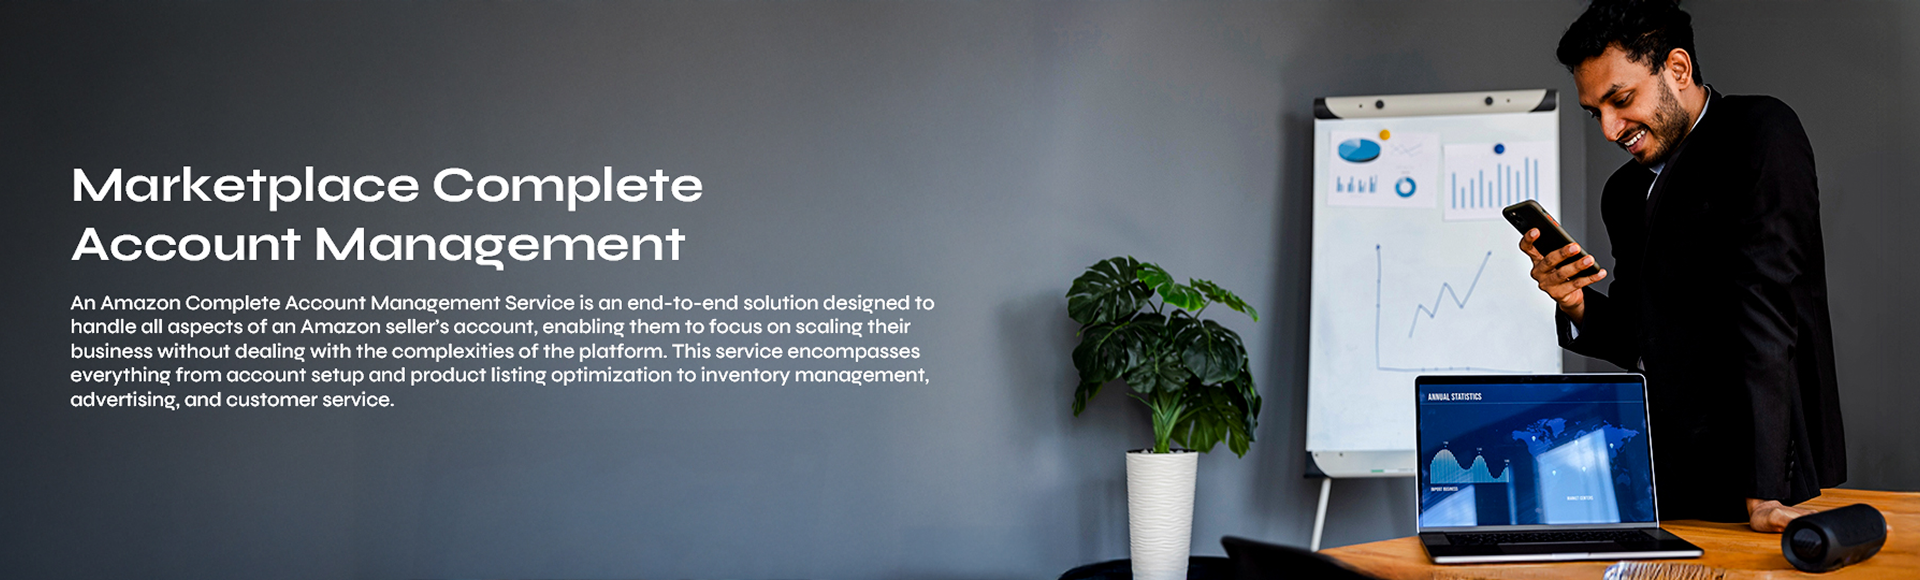 Marketplace Complete
Account Management
An Amazon Complete Account Management Service is an end-to-end solution designed to
handle all aspects of an Amazon seller's account, enabling them to focus on scaling their
business without dealing with the complexities of the platform. This service encompasses
everything from account setup and product listing optimization to inventory management,
advertising, and customer service.
ANNUAL STATISTICS